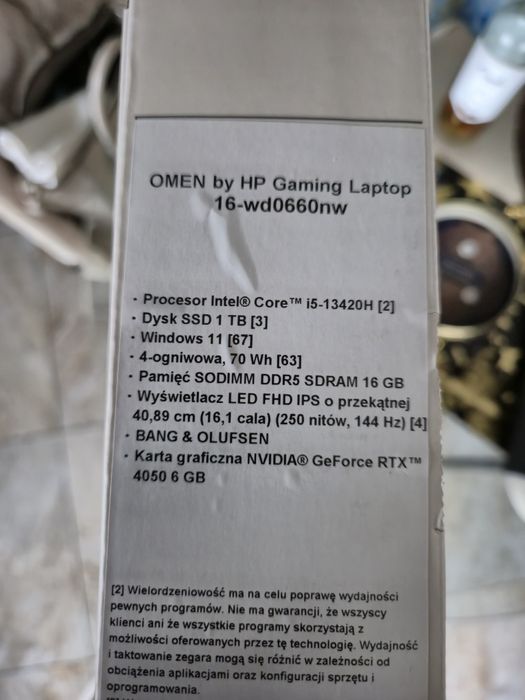 OMEN by HP Gaming Laptop
16-wd0660nw
· Procesor Intel® Core™ i5-13420H [2]
· Dysk SSD 1 TB [3]
· Windows 11 [67]
· 4-ogniwowa, 70 Wh [63]
· Pamięć SODIMM DDR5 SDRAM 16 GB
· Wyświetlacz LED FHD IPS o przekątnej
40,89 cm (16,1 cala) (250 nitów, 144 Hz) [4]
· BANG & OLUFSEN
· Karta graficzna NVIDIA® GeForce RTX™
4050 6 GB
[2] Wielordzeniowość ma na celu poprawę wydajności
pewnych programów. Nie ma gwarancji, że wszyscy
klienci ani że wszystkie programy skorzystają z
możliwości oferowanych przez tę technologię. Wydajność
i taktowanie zegara mogą się różnić w zależności od
obciążenia aplikacjami oraz konfiguracji sprzętu i
oprogramowania.